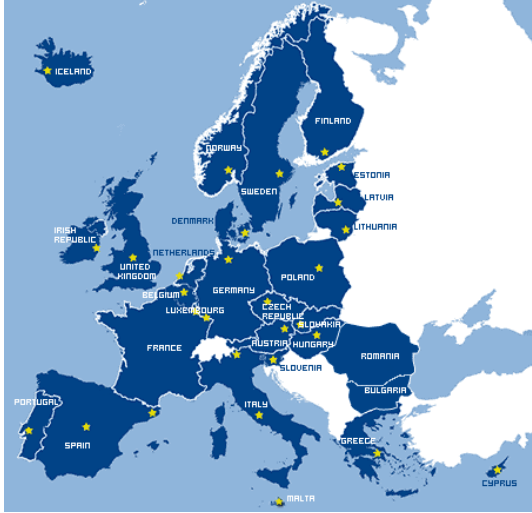 ICELAND
FINLAND
NORWAY
SWEDEN
ESTONIA
LATVIA
LITHUANIA
DENMARK
IRISH
REPUBLIC
NETHERLANDS
UNITED
KINGDOM
POLAND
BELGIUM
GERMANY
CZECH
REPUBLIC
LUXEMBOURG
SLOVAKIA
AUSTRIA
HUNGARY
FRANCE
ROMANIA
SLOVENIA
BULGARIA
PORTUGAL
ITALY
SPAIN
GREECE
CYPRUS
MALTA